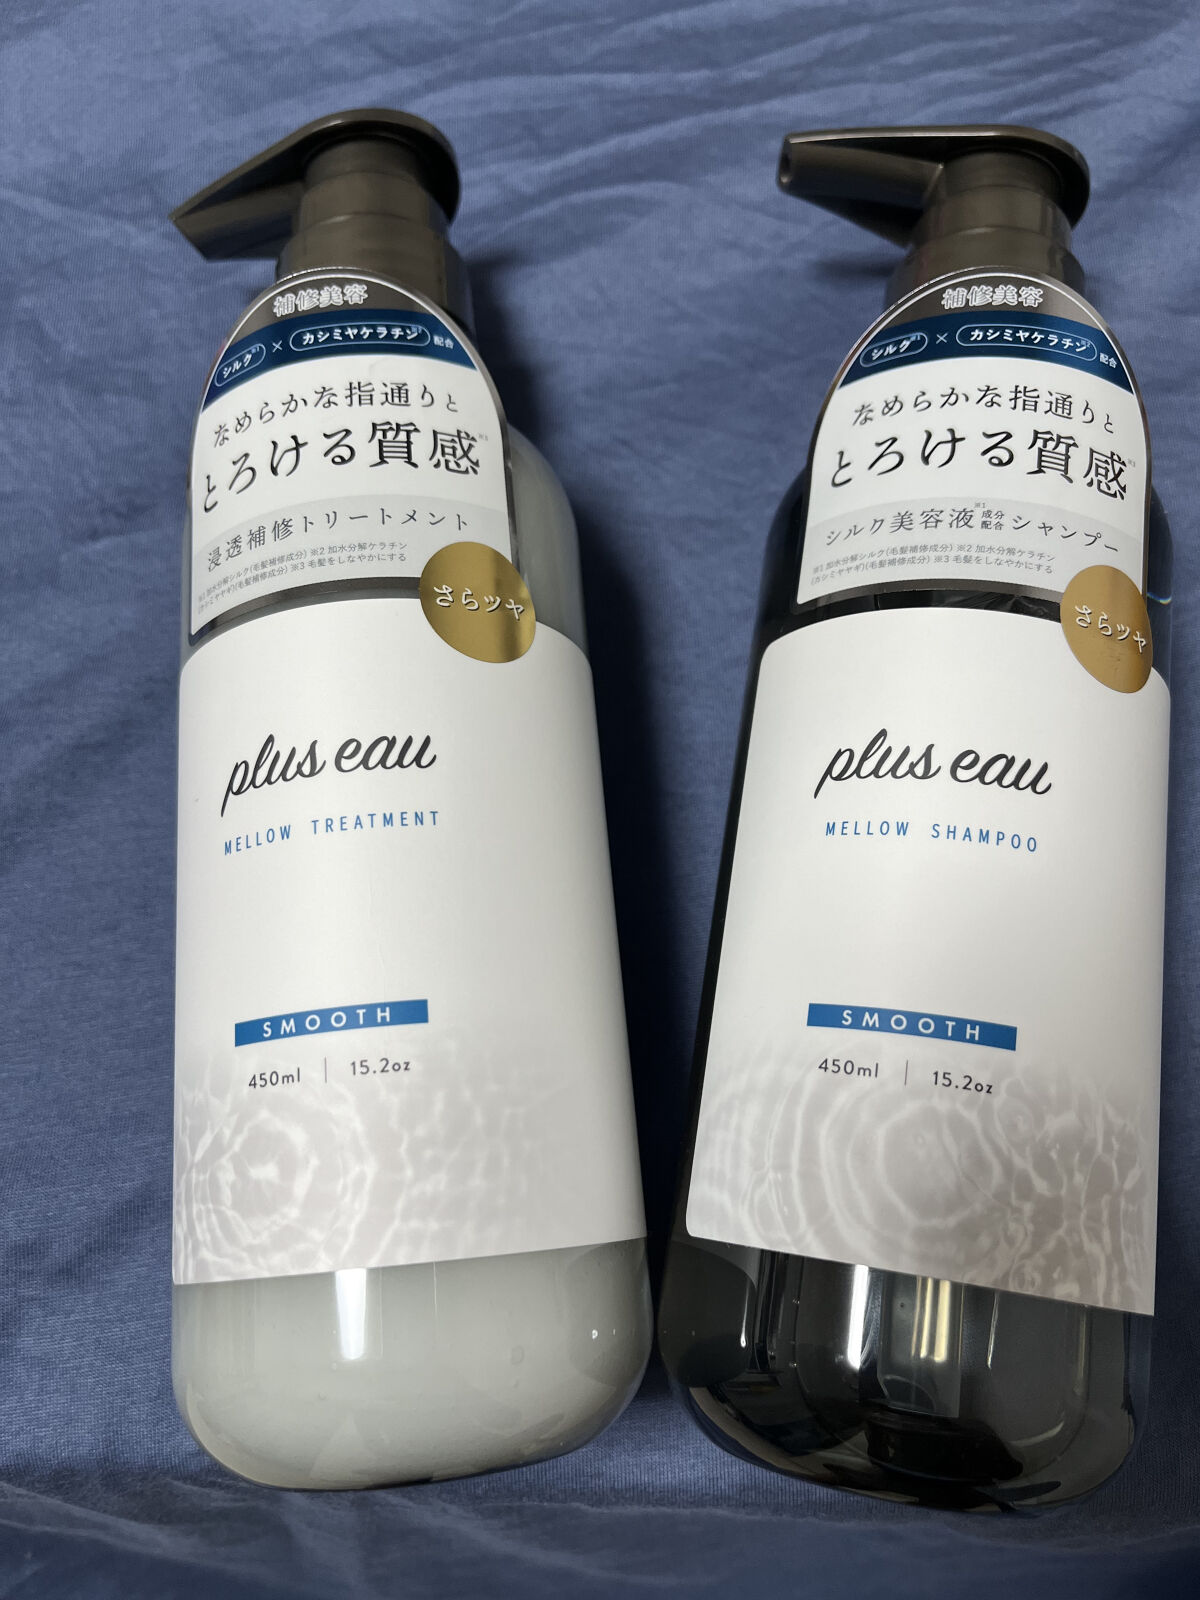 補修美容
シルク※1 × カシミヤケラチン※2 配合
なめらかな指通りと
とろける質感※3
浸透補修トリートメント
※1 加水分解シルク(毛髪補修成分) ※2 加水分解ケラチン
(カシミヤヤギ)(毛髪補修成分) ※3 毛髪をしなやかにする
さらツヤ
plus eau
MELLOW TREATMENT
SMOOTH
450ml | 15.2oz
補修美容
シルク※1 × カシミヤケラチン※2 配合
なめらかな指通りと
とろける質感※3
シルク美容液※1成分配合シャンプー
※1 加水分解シルク(毛髪補修成分) ※2 加水分解ケラチン
(カシミヤヤギ)(毛髪補修成分) ※3 毛髪をしなやかにする
さらツヤ
plus eau
MELLOW SHAMPOO
SMOOTH
450ml | 15.2oz